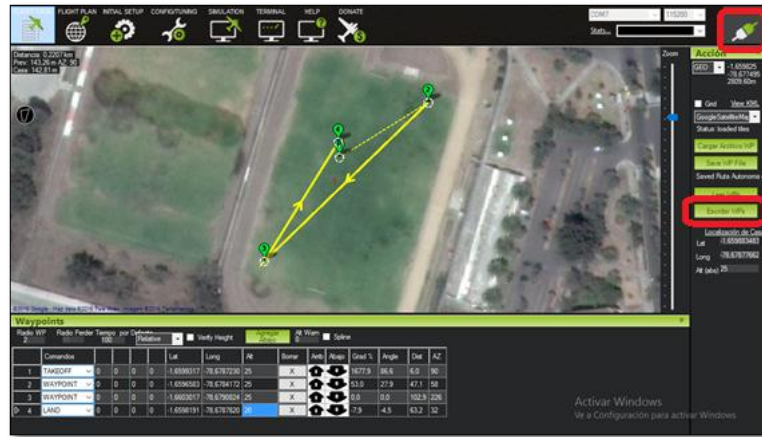 FLIGHT PLAN INITIAL SETUP CONFIG/TUNING SIMULATION TERMINAL HELP DONATE
COM7 115200
Stats...
Distancia: 0.2207 km
Prev: 143,26 m AZ: 90
Casa: 142,81 m
Zoom
Acción
GEO -1,659825
-78,677495
2809.60m
Grid View KML
GoogleSatelliteMap
Status: loaded tiles
Cargar Archivo WP
Save WP File
Saved Ruta Autonoma
Leer WPs
Escribir WPs
Localización de Casa
Lat -1,659883483
Long -78,67877662
Alt (abs) 25
Waypoints
Radio WP Radio Perder Tiempo por Defecto Alt Warn
2 100 Relative Verify Height Agregar Abajo 0 Spline
Comandos Lat Long Alt Borrar Arrib Abajo Grad % Angle Dist AZ
1 TAKEOFF 0 0 0 0 -1,6599317 -78,6787230 25 X 1677,9 86,6 6,0 90
2 WAYPOINT 0 0 0 0 -1,6596583 -78,6784172 25 X 53,0 27,9 47,1 58
3 WAYPOINT 0 0 0 0 -1,6603017 -78,6790824 25 X 0,0 0,0 102,9 226
4 LAND 0 0 0 0 -1,6598191 -78,6787820 20 X -7,9 -4,5 63,2 32
Activar Windows
Ve a Configuración para activar Windows.